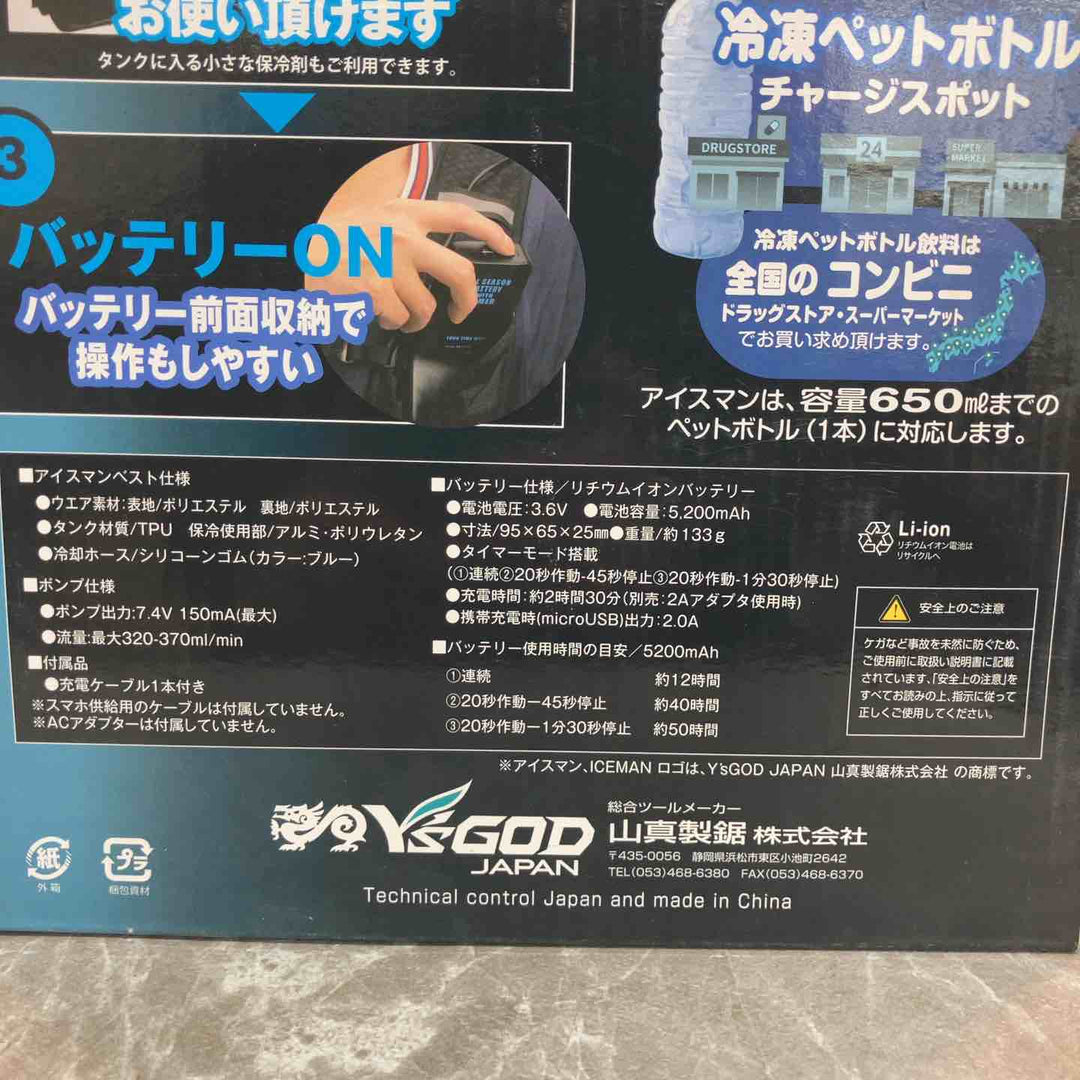 お使い頂けます
タンクに入る小さな保冷剤もご利用できます。
3
バッテリーON
バッテリー前面収納で
操作もしやすい
冷凍ペットボトル
チャージスポット
DRUGSTORE
24
SUPER
MARKET
冷凍ペットボトル飲料は
全国の コンビニ
ドラッグストア・スーパーマーケット
でお買い求め頂けます。
アイスマンは、容量650㎖までの
ペットボトル(1本)に対応します。
■アイスマンベスト仕様
●ウエア素材:表地/ポリエステル 裏地/ポリエステル
●タンク材質/TPU 保冷使用部/アルミ・ポリウレタン
●冷却ホース/シリコーンゴム(カラー:ブルー)
■ポンプ仕様
●ポンプ出力:7.4V 150mA(最大)
●流量:最大320-370ml/min
■付属品
●充電ケーブル1本付き
※スマホ供給用のケーブルは付属していません。
※ACアダプターは付属していません。
■バッテリー仕様/リチウムイオンバッテリー
●電池電圧:3.6V ●電池容量:5,200mAh
●寸法/95×65×25㎜●重量/約133g
●タイマーモード搭載
(①連続②20秒作動-45秒停止③20秒作動-1分30秒停止)
●充電時間:約2時間30分(別売:2Aアダプタ使用時)
●携帯充電時(microUSB)出力:2.0A
■バッテリー使用時間の目安/5200mAh
①連続 約12時間
②20秒作動ー45秒停止 約40時間
③20秒作動ー1分30秒停止 約50時間
Li-ion
リチウムイオン電池は
リサイクルへ
安全上のご注意
ケガなど事故を未然に防ぐため、
ご使用前に取扱い説明書に記載
されています、「安全上の注意」を
すべてお読みの上、指示に従って
正しくご使用してください。
※アイスマン、ICEMAN ロゴは、Y'sGOD JAPAN 山真製鋸株式会社 の商標です。
Y'sGOD
JAPAN
総合ツールメーカー
山真製鋸 株式会社
〒435-0056 静岡県浜松市東区小池町2642
TEL(053)468-6380 FAX(053)468-6370
Technical control Japan and made in China
紙
外箱
プラ
梱包資材